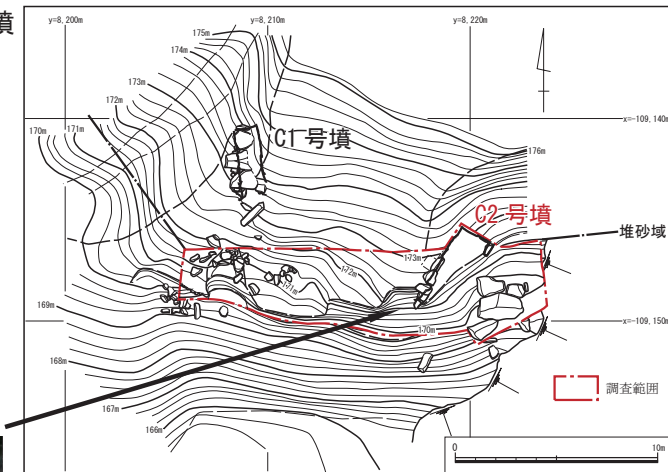 墳
y=8,200m
y=8,210m
y=8,220m
175m
174m
173m
172m
171m
170m
C1号墳
x=-109,140m
176m
C2号墳
堆砂域
173m
172m
171m
169m
170m
x=-109,150m
168m
調査範囲
167m
166m
0
10m